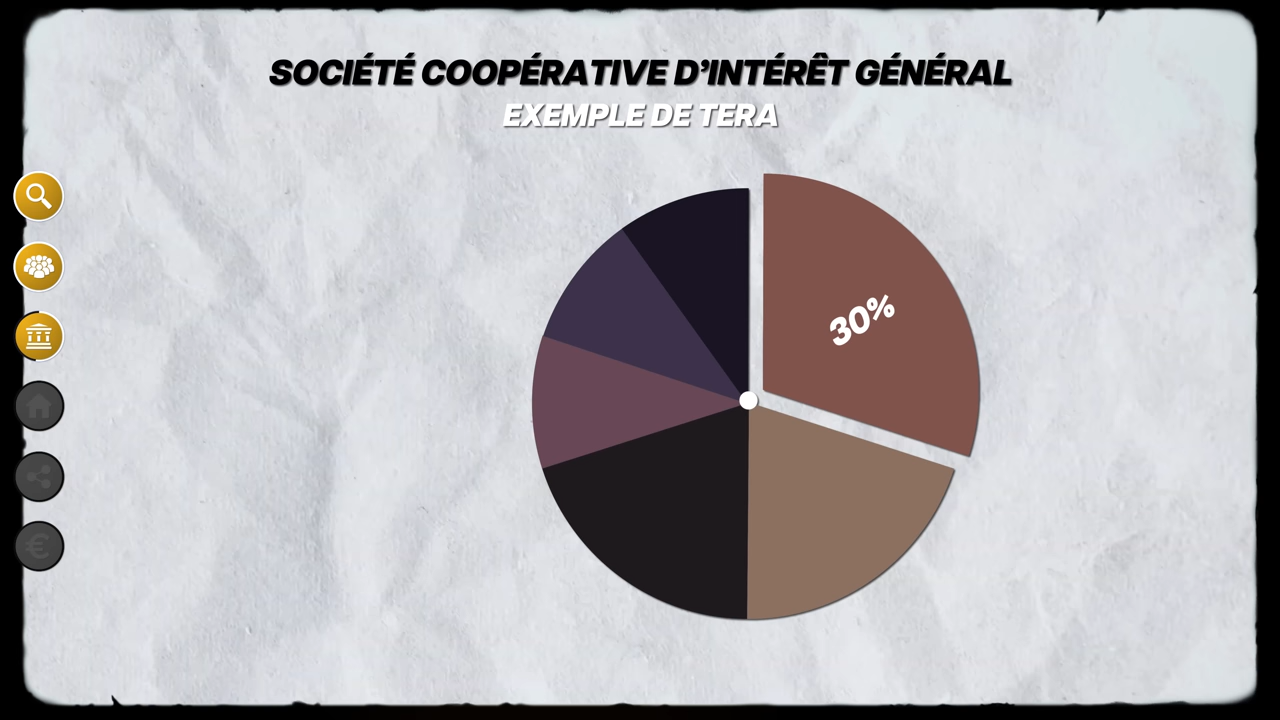 SOCIÉTÉ COOPÉRATIVE D’INTÉRÊT GÉNÉRAL
EXEMPLE DE TERA
30%
€